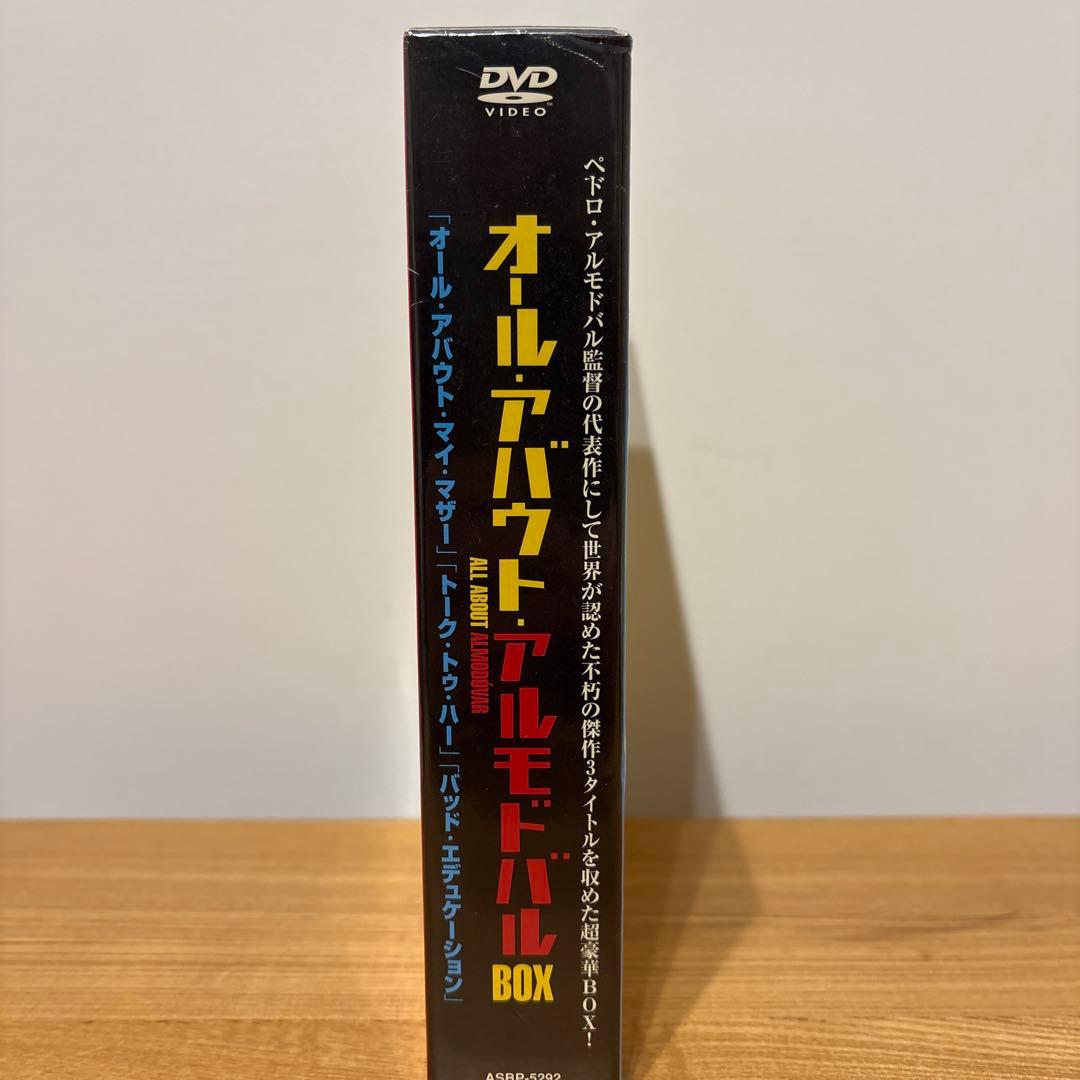 DVD
VIDEO™
ペドロ・アルモドバル監督の代表作にして世界が認めた不朽の傑作3タイトルを収めた超豪華BOX!
オール・アバウト・アルモドバル BOX
ALL ABOUT ALMODÓVAR
「オール・アバウト・マイ・マザー」「トーク・トゥ・ハー」「バッド・エデュケーション」
ASBP-5292